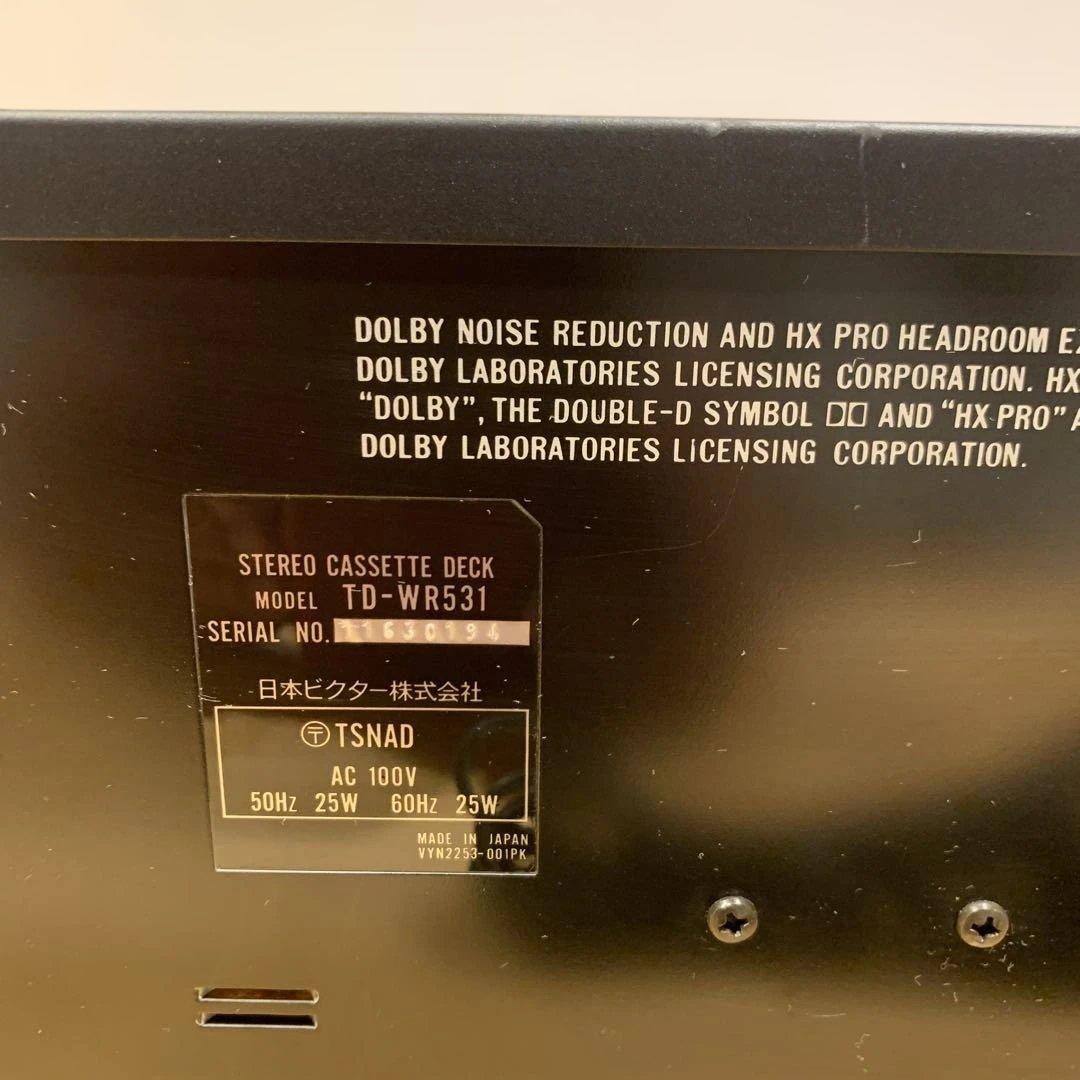 DOLBY NOISE REDUCTION AND HX PRO HEADROOM
DOLBY LABORATORIES LICENSING CORPORATION. HX
“DOLBY”, THE DOUBLE-D SYMBOL AND “HX PRO”
DOLBY LABORATORIES LICENSING CORPORATION.
STEREO CASSETTE DECK
MODEL TD-WR531
SERIAL NO. 11630194
日本ビクター株式会社
〶 TSNAD
AC 100V
50Hz 25W 60Hz 25W
MADE IN JAPAN
VYN2253-001PK